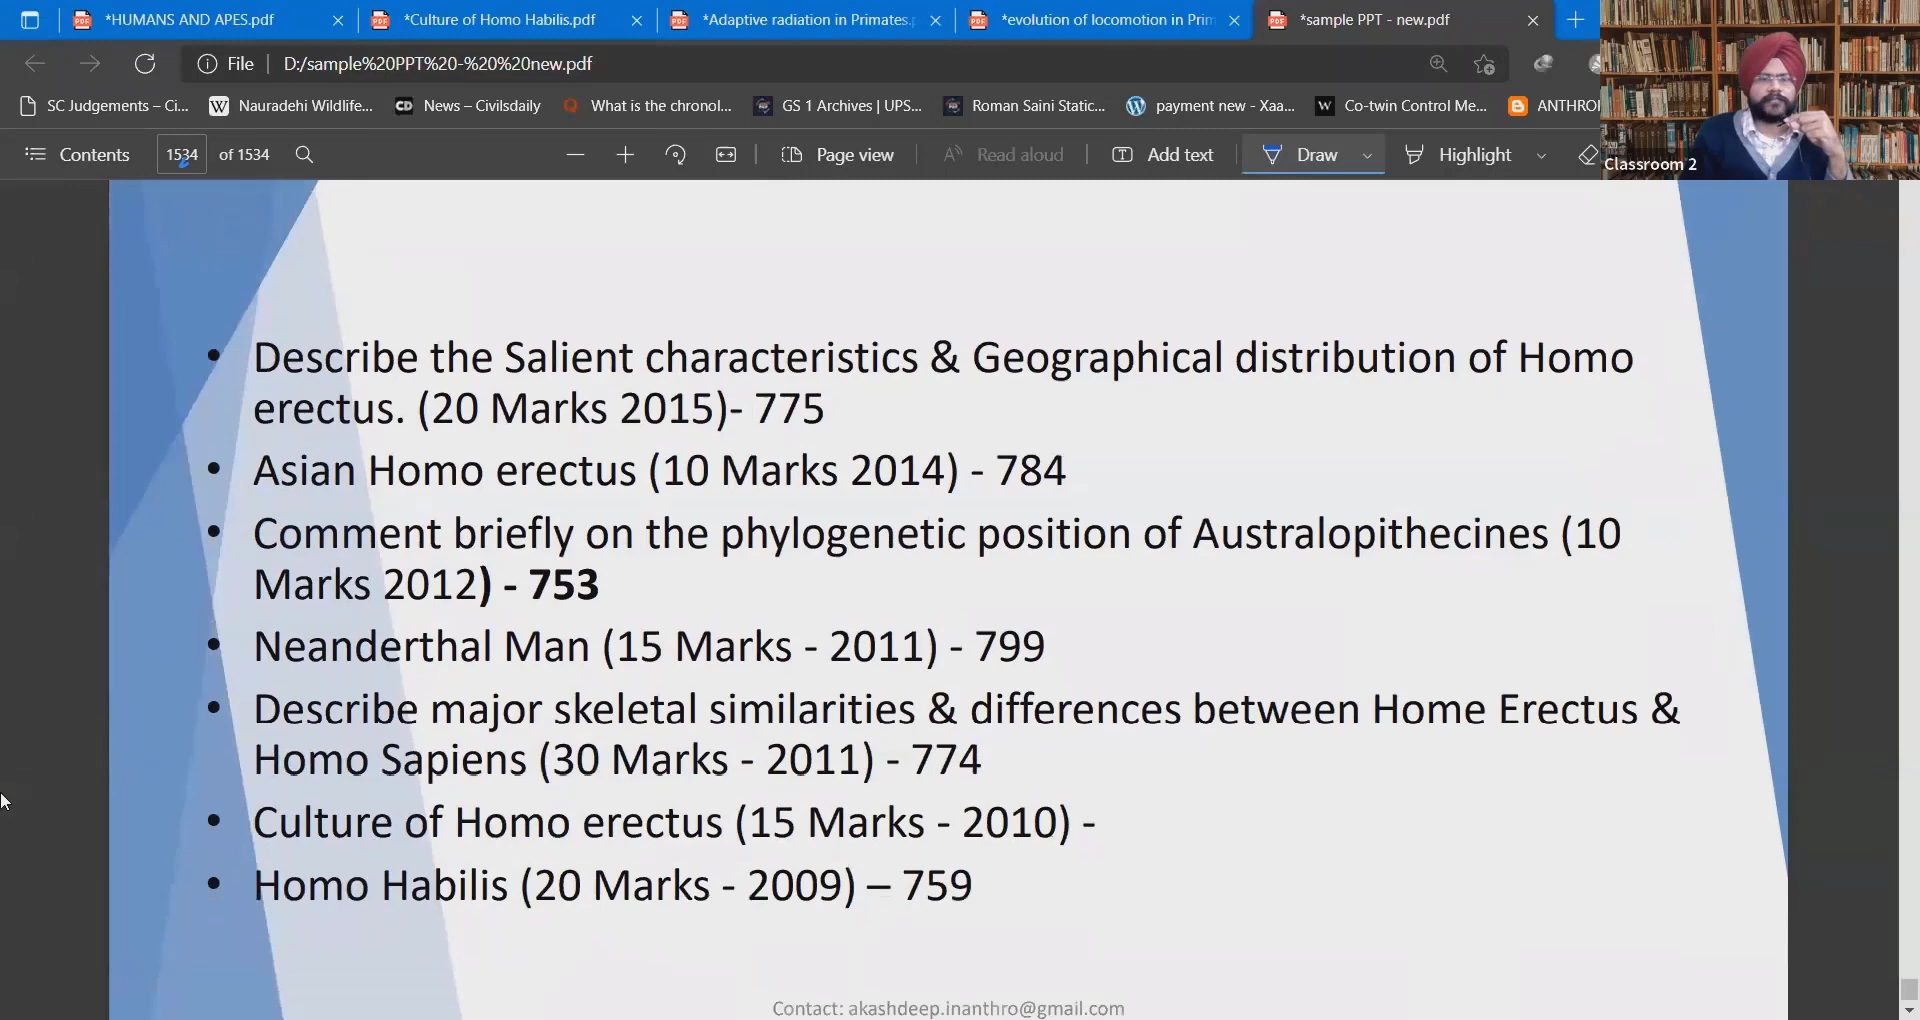 *HUMANS AND APES.pdf
*Culture of Homo Habilis.pdf
*Adaptive radiation in Primates.
*evolution of locomotion in Prim
*sample PPT - new.pdf
File
D:/sample%20PPT%20-%20%20new.pdf
SC Judgements – Ci...
Nauradehi Wildlife...
News – Civilsdaily
What is the chronol...
GS 1 Archives | UPS...
Roman Saini Static...
payment new - Xaa...
Co-twin Control Me...
ANTHRO
Contents
1534
of 1534
Page view
Read aloud
Add text
Draw
Highlight
Classroom 2
• Describe the Salient characteristics & Geographical distribution of Homo
erectus. (20 Marks 2015)- 775
• Asian Homo erectus (10 Marks 2014) - 784
• Comment briefly on the phylogenetic position of Australopithecines (10
Marks 2012) - 753
• Neanderthal Man (15 Marks - 2011) - 799
• Describe major skeletal similarities & differences between Home Erectus &
Homo Sapiens (30 Marks - 2011) - 774
• Culture of Homo erectus (15 Marks - 2010) -
• Homo Habilis (20 Marks - 2009) – 759
Contact: akashdeep.inanthro@gmail.com